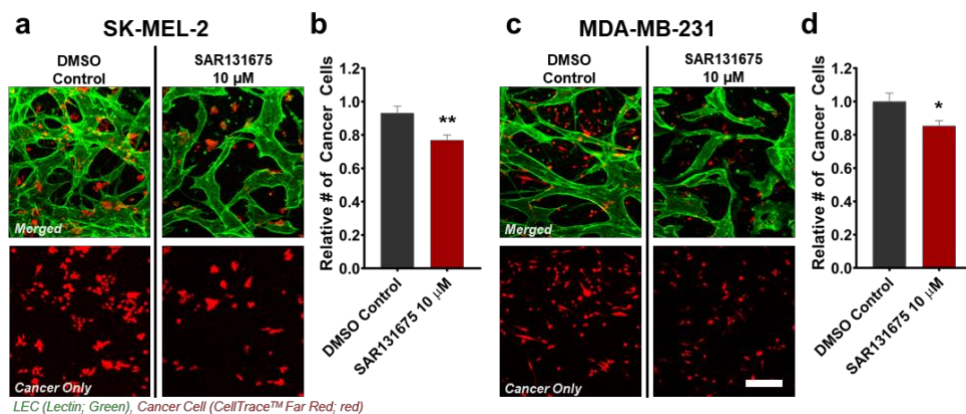 a
SK-MEL-2
DMSO
Control
SAR131675
10 µM
Merged
Cancer Only
b
Relative # of Cancer Cells
1.2
1.0
0.8
0.6
0.4
0.2
0.0
**
DMSO Control
SAR131675 10 µM
c
MDA-MB-231
DMSO
Control
SAR131675
10 µM
Merged
Cancer Only
d
Relative # of Cancer Cells
1.2
1.0
0.8
0.6
0.4
0.2
0.0
*
DMSO Control
SAR131675 10 µM
LEC (Lectin; Green), Cancer Cell (CellTrace™ Far Red; red)